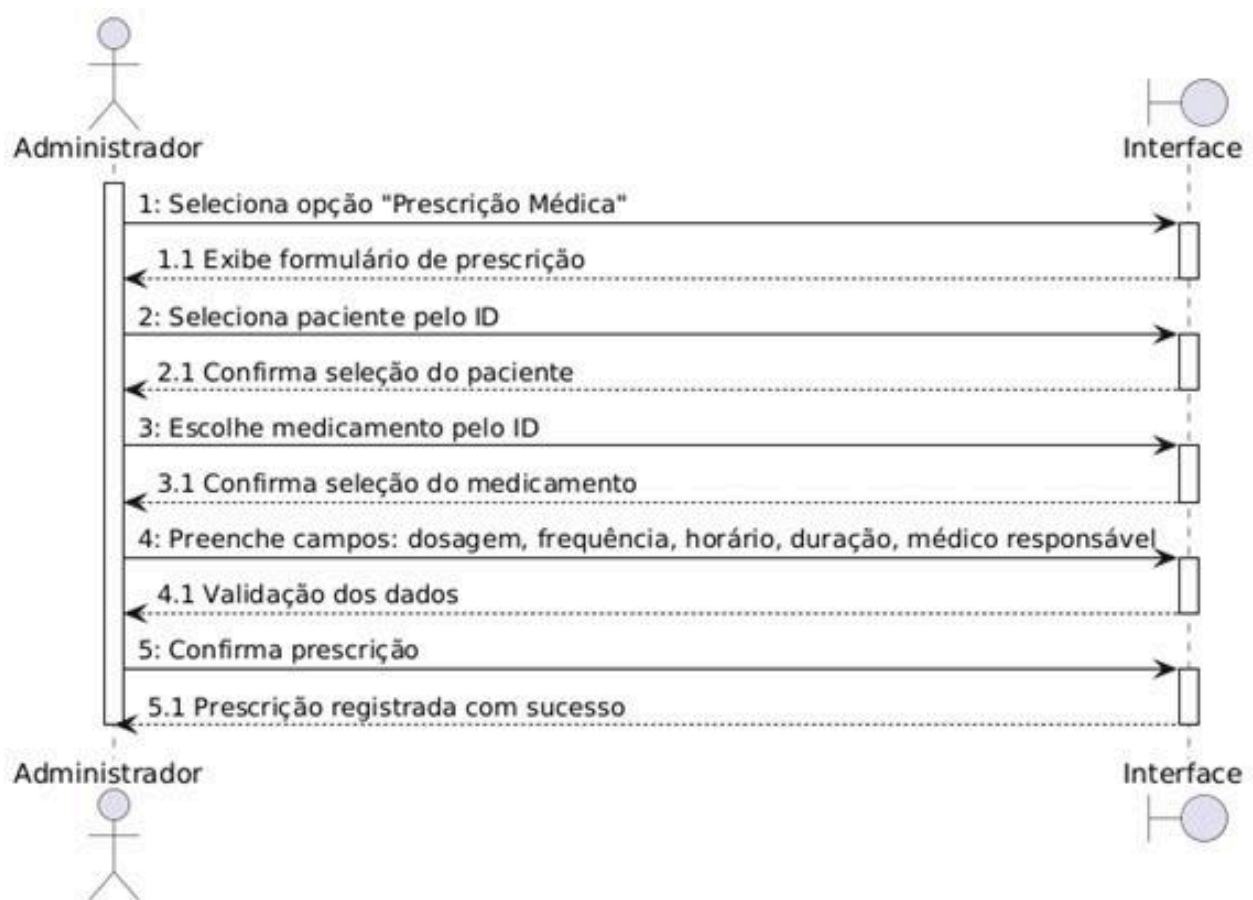 Administrador
Interface
1: Seleciona opção "Prescrição Médica"
1.1 Exibe formulário de prescrição
2: Seleciona paciente pelo ID
2.1 Confirma seleção do paciente
3: Escolhe medicamento pelo ID
3.1 Confirma seleção do medicamento
4: Preenche campos: dosagem, frequência, horário, duração, médico responsável
4.1 Validação dos dados
5: Confirma prescrição
5.1 Prescrição registrada com sucesso
Administrador
Interface